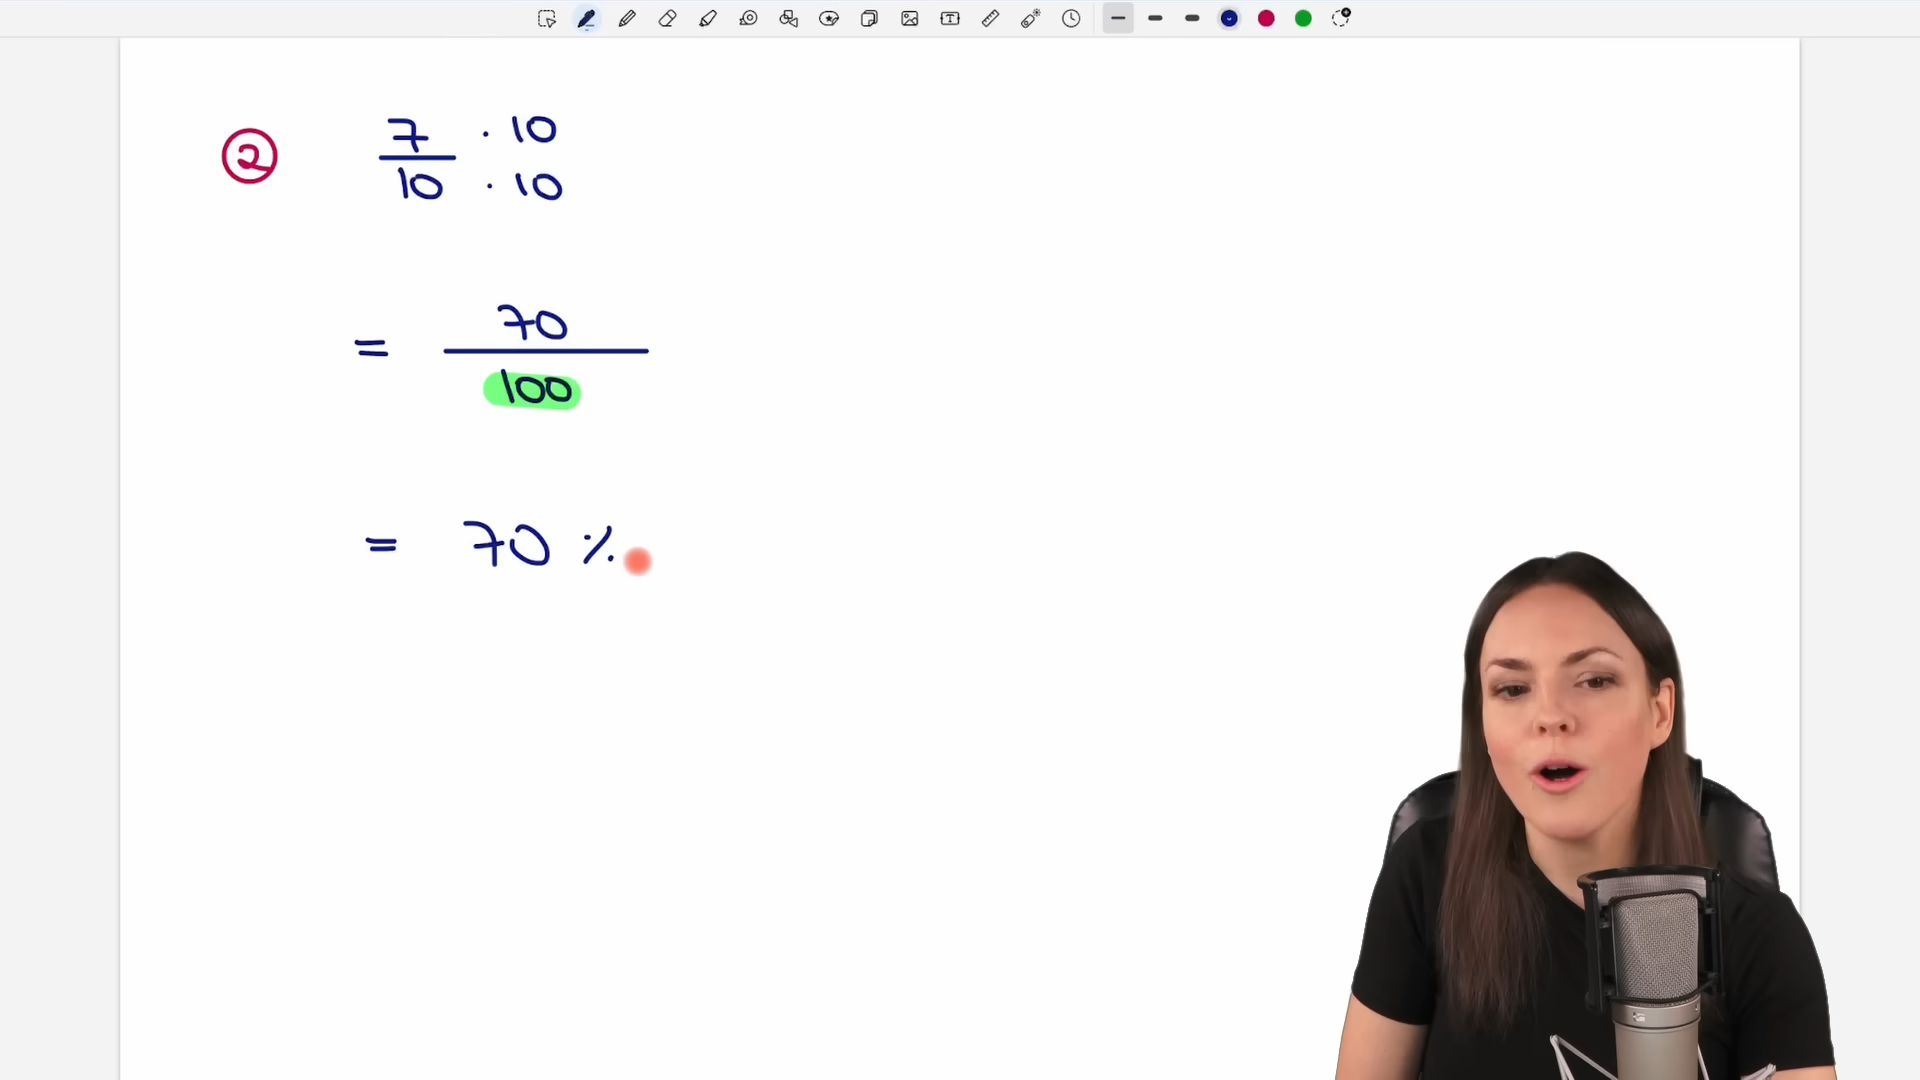 ② 7/10 · 10 / · 10
= 70/100
= 70 %